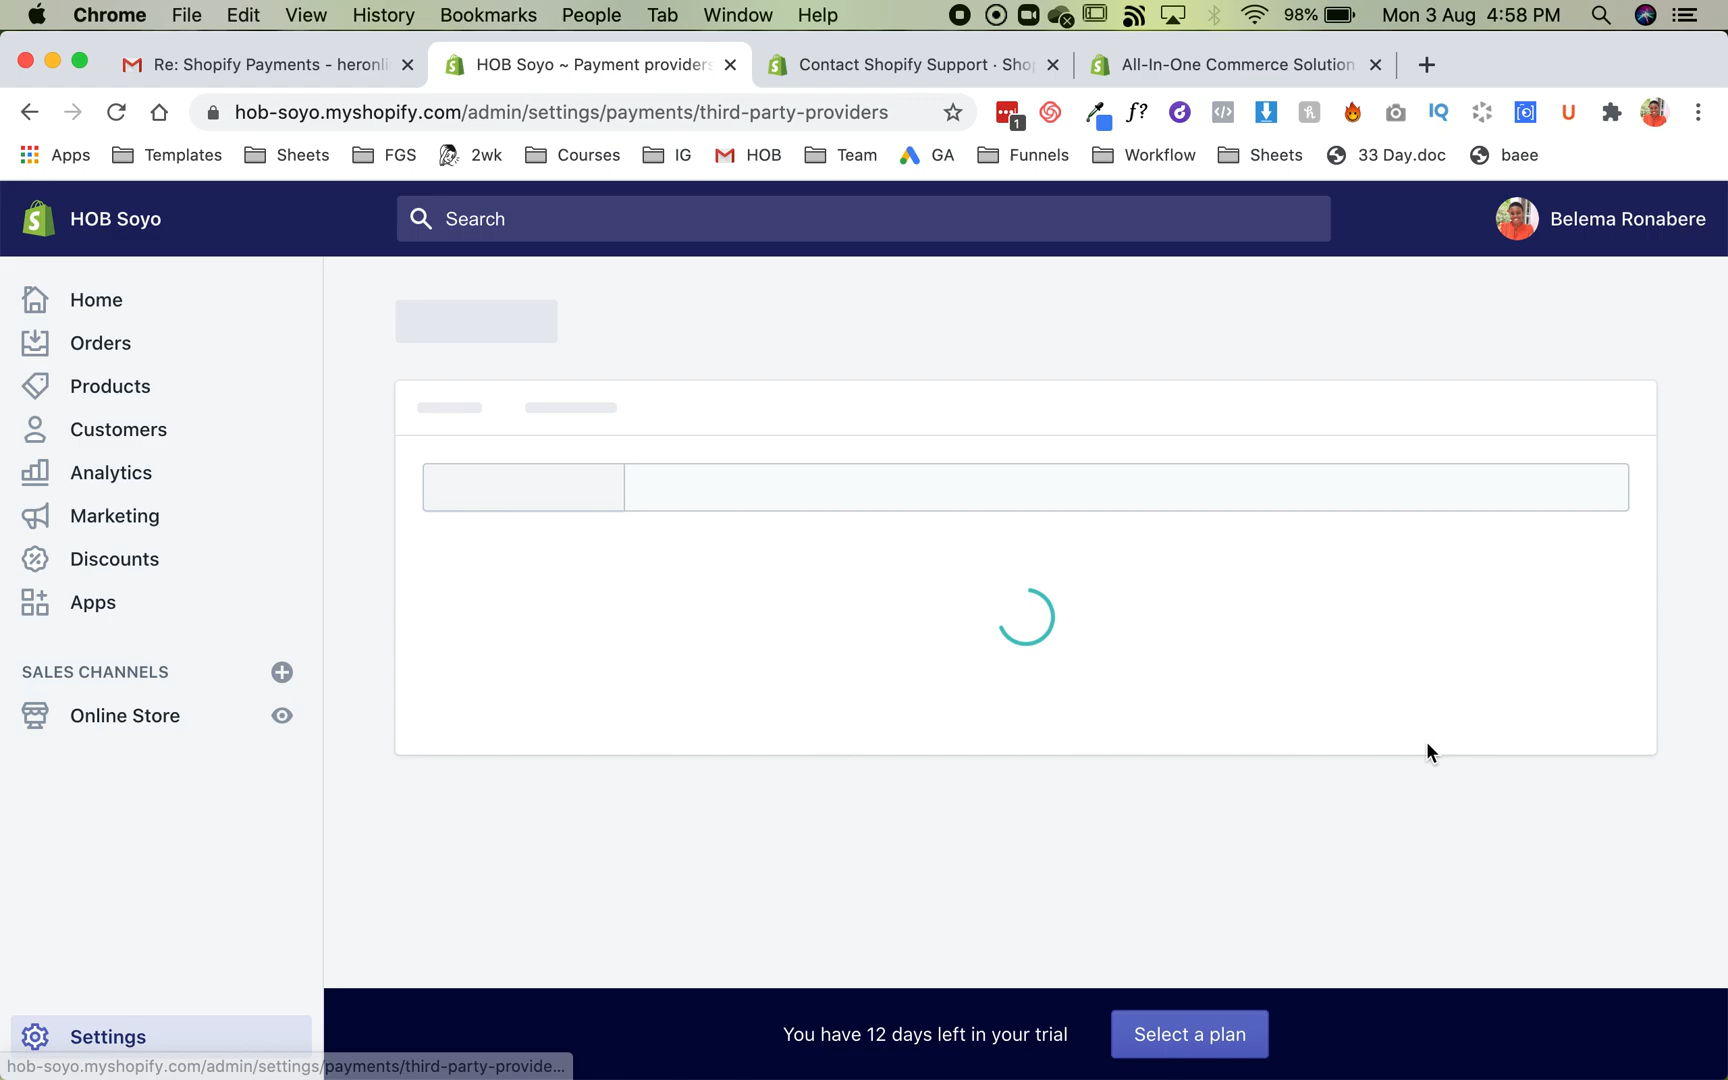 Chrome File Edit View History Bookmarks People Tab Window Help 98% Mon 3 Aug 4:58 PM
Re: Shopify Payments - heronli HOB Soyo ~ Payment providers Contact Shopify Support · Sho All-In-One Commerce Solution
hob-soyo.myshopify.com/admin/settings/payments/third-party-providers 1 f? IQ U
Apps Templates Sheets FGS 2wk Courses IG HOB Team GA Funnels Workflow Sheets 33 Day.doc baee
HOB Soyo Search Belema Ronabere
Home
Orders
Products
Customers
Analytics
Marketing
Discounts
Apps
SALES CHANNELS
Online Store
Settings
You have 12 days left in your trial Select a plan
hob-soyo.myshopify.com/admin/settings/payments/third-party-provide...